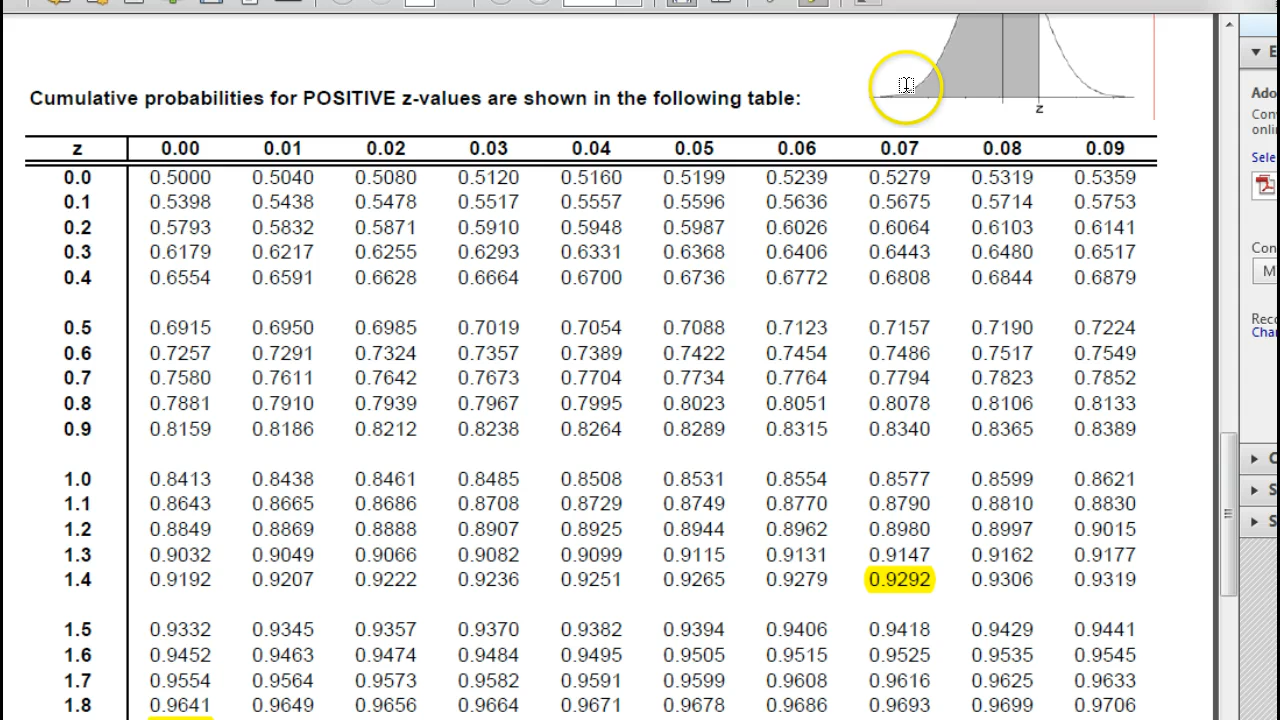 z
Cumulative probabilities for POSITIVE z-values are shown in the following table:
z 0.00 0.01 0.02 0.03 0.04 0.05 0.06 0.07 0.08 0.09
0.0 0.5000 0.5040 0.5080 0.5120 0.5160 0.5199 0.5239 0.5279 0.5319 0.5359
0.1 0.5398 0.5438 0.5478 0.5517 0.5557 0.5596 0.5636 0.5675 0.5714 0.5753
0.2 0.5793 0.5832 0.5871 0.5910 0.5948 0.5987 0.6026 0.6064 0.6103 0.6141
0.3 0.6179 0.6217 0.6255 0.6293 0.6331 0.6368 0.6406 0.6443 0.6480 0.6517
0.4 0.6554 0.6591 0.6628 0.6664 0.6700 0.6736 0.6772 0.6808 0.6844 0.6879
0.5 0.6915 0.6950 0.6985 0.7019 0.7054 0.7088 0.7123 0.7157 0.7190 0.7224
0.6 0.7257 0.7291 0.7324 0.7357 0.7389 0.7422 0.7454 0.7486 0.7517 0.7549
0.7 0.7580 0.7611 0.7642 0.7673 0.7704 0.7734 0.7764 0.7794 0.7823 0.7852
0.8 0.7881 0.7910 0.7939 0.7967 0.7995 0.8023 0.8051 0.8078 0.8106 0.8133
0.9 0.8159 0.8186 0.8212 0.8238 0.8264 0.8289 0.8315 0.8340 0.8365 0.8389
1.0 0.8413 0.8438 0.8461 0.8485 0.8508 0.8531 0.8554 0.8577 0.8599 0.8621
1.1 0.8643 0.8665 0.8686 0.8708 0.8729 0.8749 0.8770 0.8790 0.8810 0.8830
1.2 0.8849 0.8869 0.8888 0.8907 0.8925 0.8944 0.8962 0.8980 0.8997 0.9015
1.3 0.9032 0.9049 0.9066 0.9082 0.9099 0.9115 0.9131 0.9147 0.9162 0.9177
1.4 0.9192 0.9207 0.9222 0.9236 0.9251 0.9265 0.9279 0.9292 0.9306 0.9319
1.5 0.9332 0.9345 0.9357 0.9370 0.9382 0.9394 0.9406 0.9418 0.9429 0.9441
1.6 0.9452 0.9463 0.9474 0.9484 0.9495 0.9505 0.9515 0.9525 0.9535 0.9545
1.7 0.9554 0.9564 0.9573 0.9582 0.9591 0.9599 0.9608 0.9616 0.9625 0.9633
1.8 0.9641 0.9649 0.9656 0.9664 0.9671 0.9678 0.9686 0.9693 0.9699 0.9706
E
Ado
Con
onlin
Sele
Con
M
Reco
Char